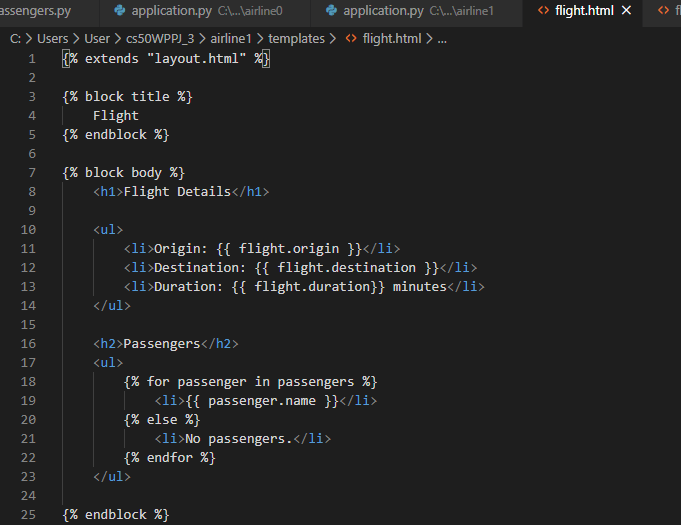 assengers.py application.py C:\...\airline0 application.py C:\...\airline1 flight.html
C: > Users > User > cs50WPPJ_3 > airline1 > templates > flight.html > ...
1 {% extends "layout.html" %}
2
3 {% block title %}
4     Flight
5 {% endblock %}
6
7 {% block body %}
8     <h1>Flight Details</h1>
9
10     <ul>
11         <li>Origin: {{ flight.origin }}</li>
12         <li>Destination: {{ flight.destination }}</li>
13         <li>Duration: {{ flight.duration}} minutes</li>
14     </ul>
15
16     <h2>Passengers</h2>
17     <ul>
18         {% for passenger in passengers %}
19             <li>{{ passenger.name }}</li>
20         {% else %}
21             <li>No passengers.</li>
22         {% endfor %}
23     </ul>
24
25 {% endblock %}